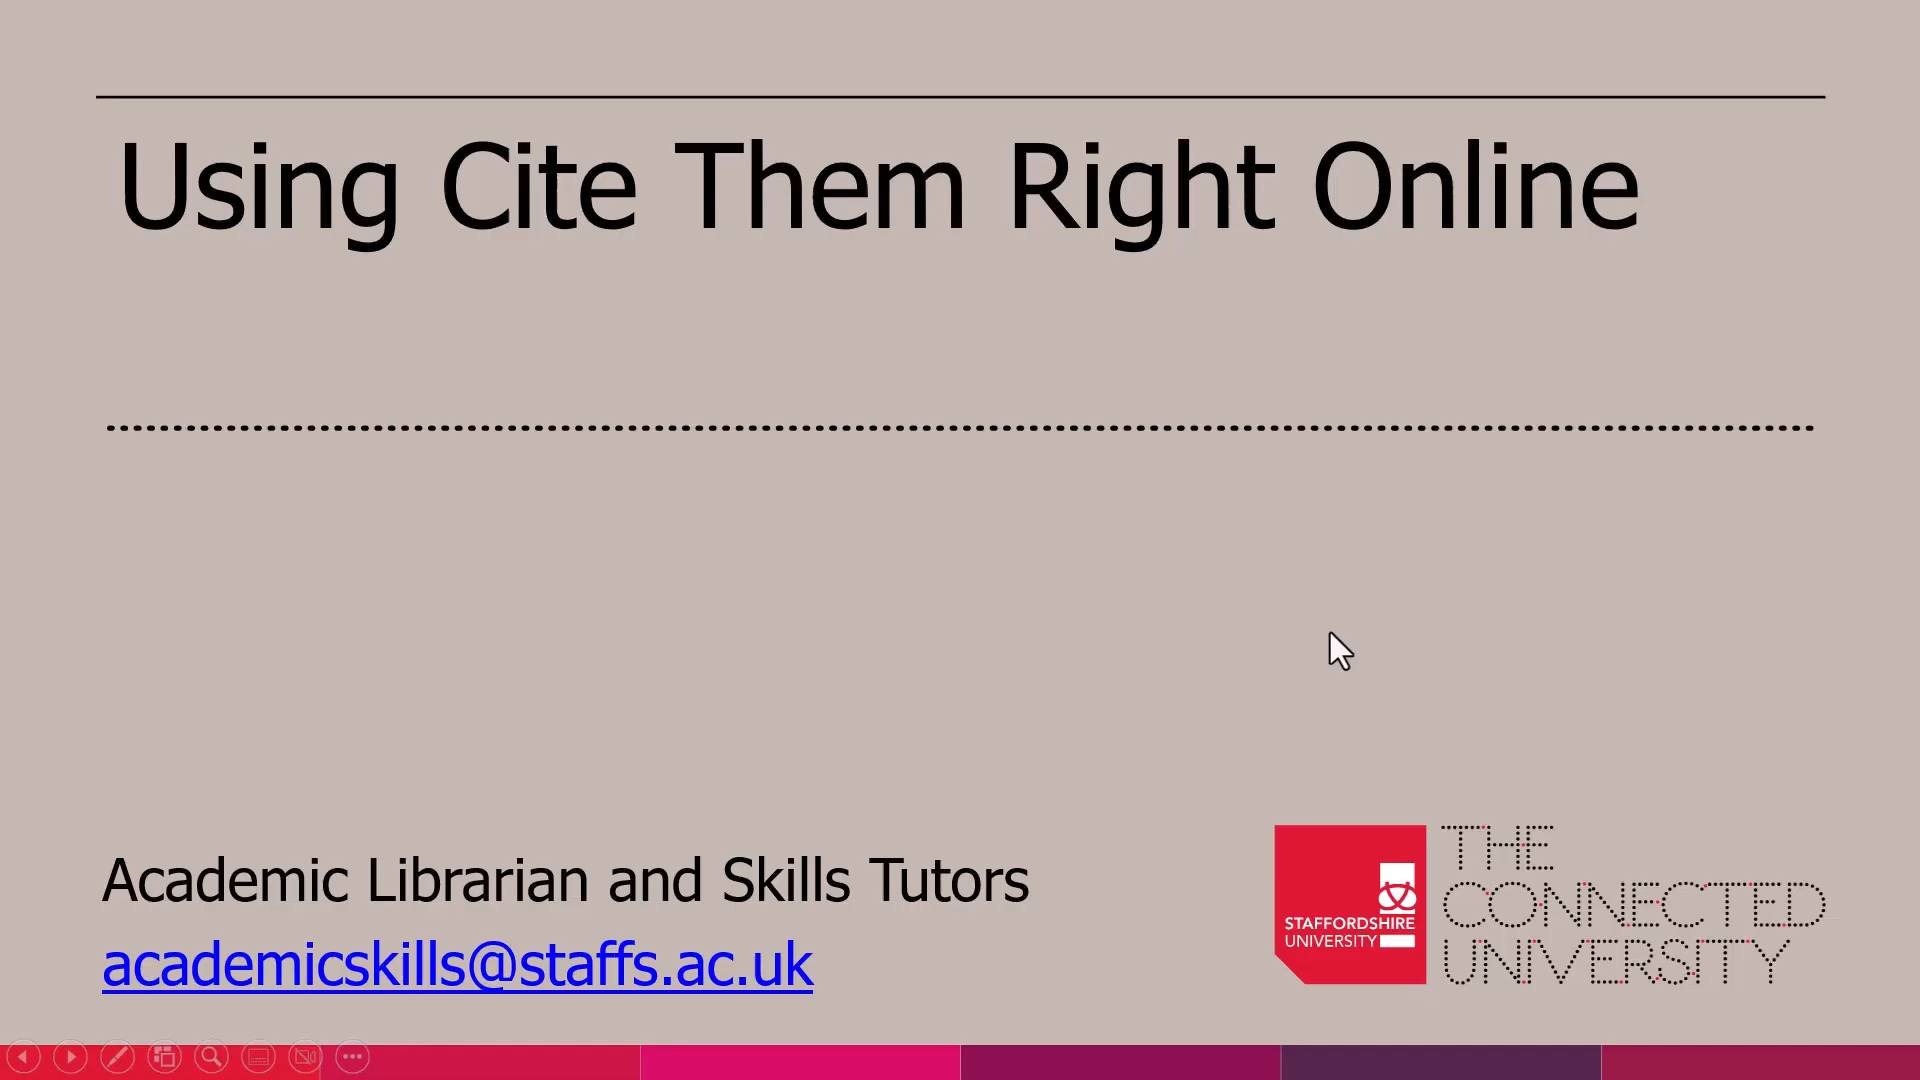 Using Cite Them Right Online
Academic Librarian and Skills Tutors
academicskills@staffs.ac.uk
STAFFORDSHIRE
UNIVERSITY
THE
CONNECTED
UNIVERSITY